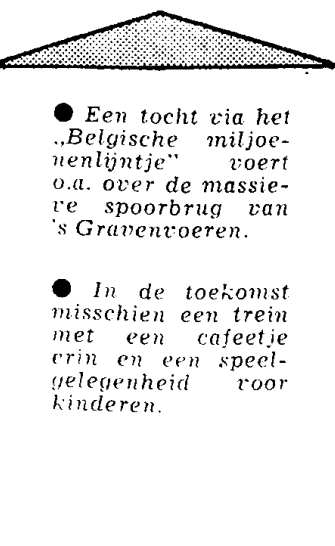 ● Een tocht via het
„Belgische miljoe-
nenlijntje" voert
o.a. over de massie-
ve spoorbrug van
's Gravenvoeren.
● In de toekomst
misschien een trein
met een cafeetje
erin en een speel-
gelegenheid voor
kinderen.